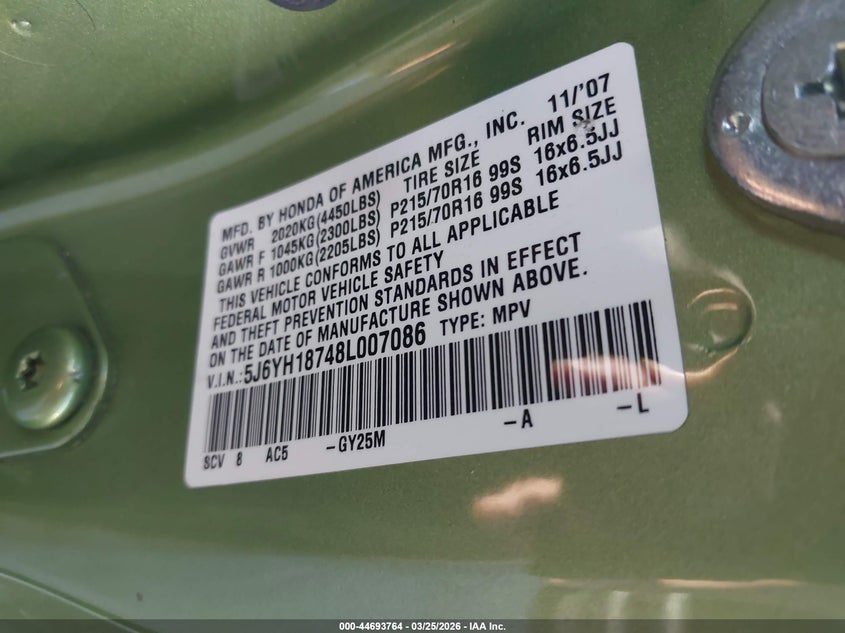 MFD. BY HONDA OF AMERICA MFG., INC. 11/'07
GVWR 2020KG(4450LBS) TIRE SIZE RIM SIZE
GAWR F 1045KG(2300LBS) P215/70R16 99S 16x6.5JJ
GAWR R 1000KG(2205LBS) P215/70R16 99S 16x6.5JJ
THIS VEHICLE CONFORMS TO ALL APPLICABLE
FEDERAL MOTOR VEHICLE SAFETY
AND THEFT PREVENTION STANDARDS IN EFFECT
ON THE DATE OF MANUFACTURE SHOWN ABOVE.
V.I.N.:5J6YH18748L007086 TYPE: MPV
SCV 8 AC5 -GY25M -A -L
000-44693764 / 03/25/2026 - IAA Inc.